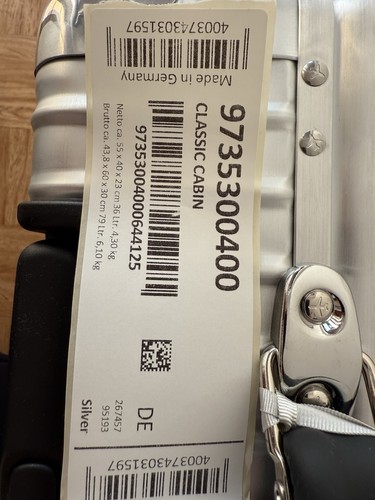 4003743031597
Made in Germany
9735300400
CLASSIC CABIN
97353004000644125
Netto ca. 55 x 40 x 23 cm 36 Ltr. 4,30 kg
Brutto ca. 43,8 x 60 x 30 cm 79 Ltr. 6,10 kg
DE
267457
95193
Silver
4003743031597